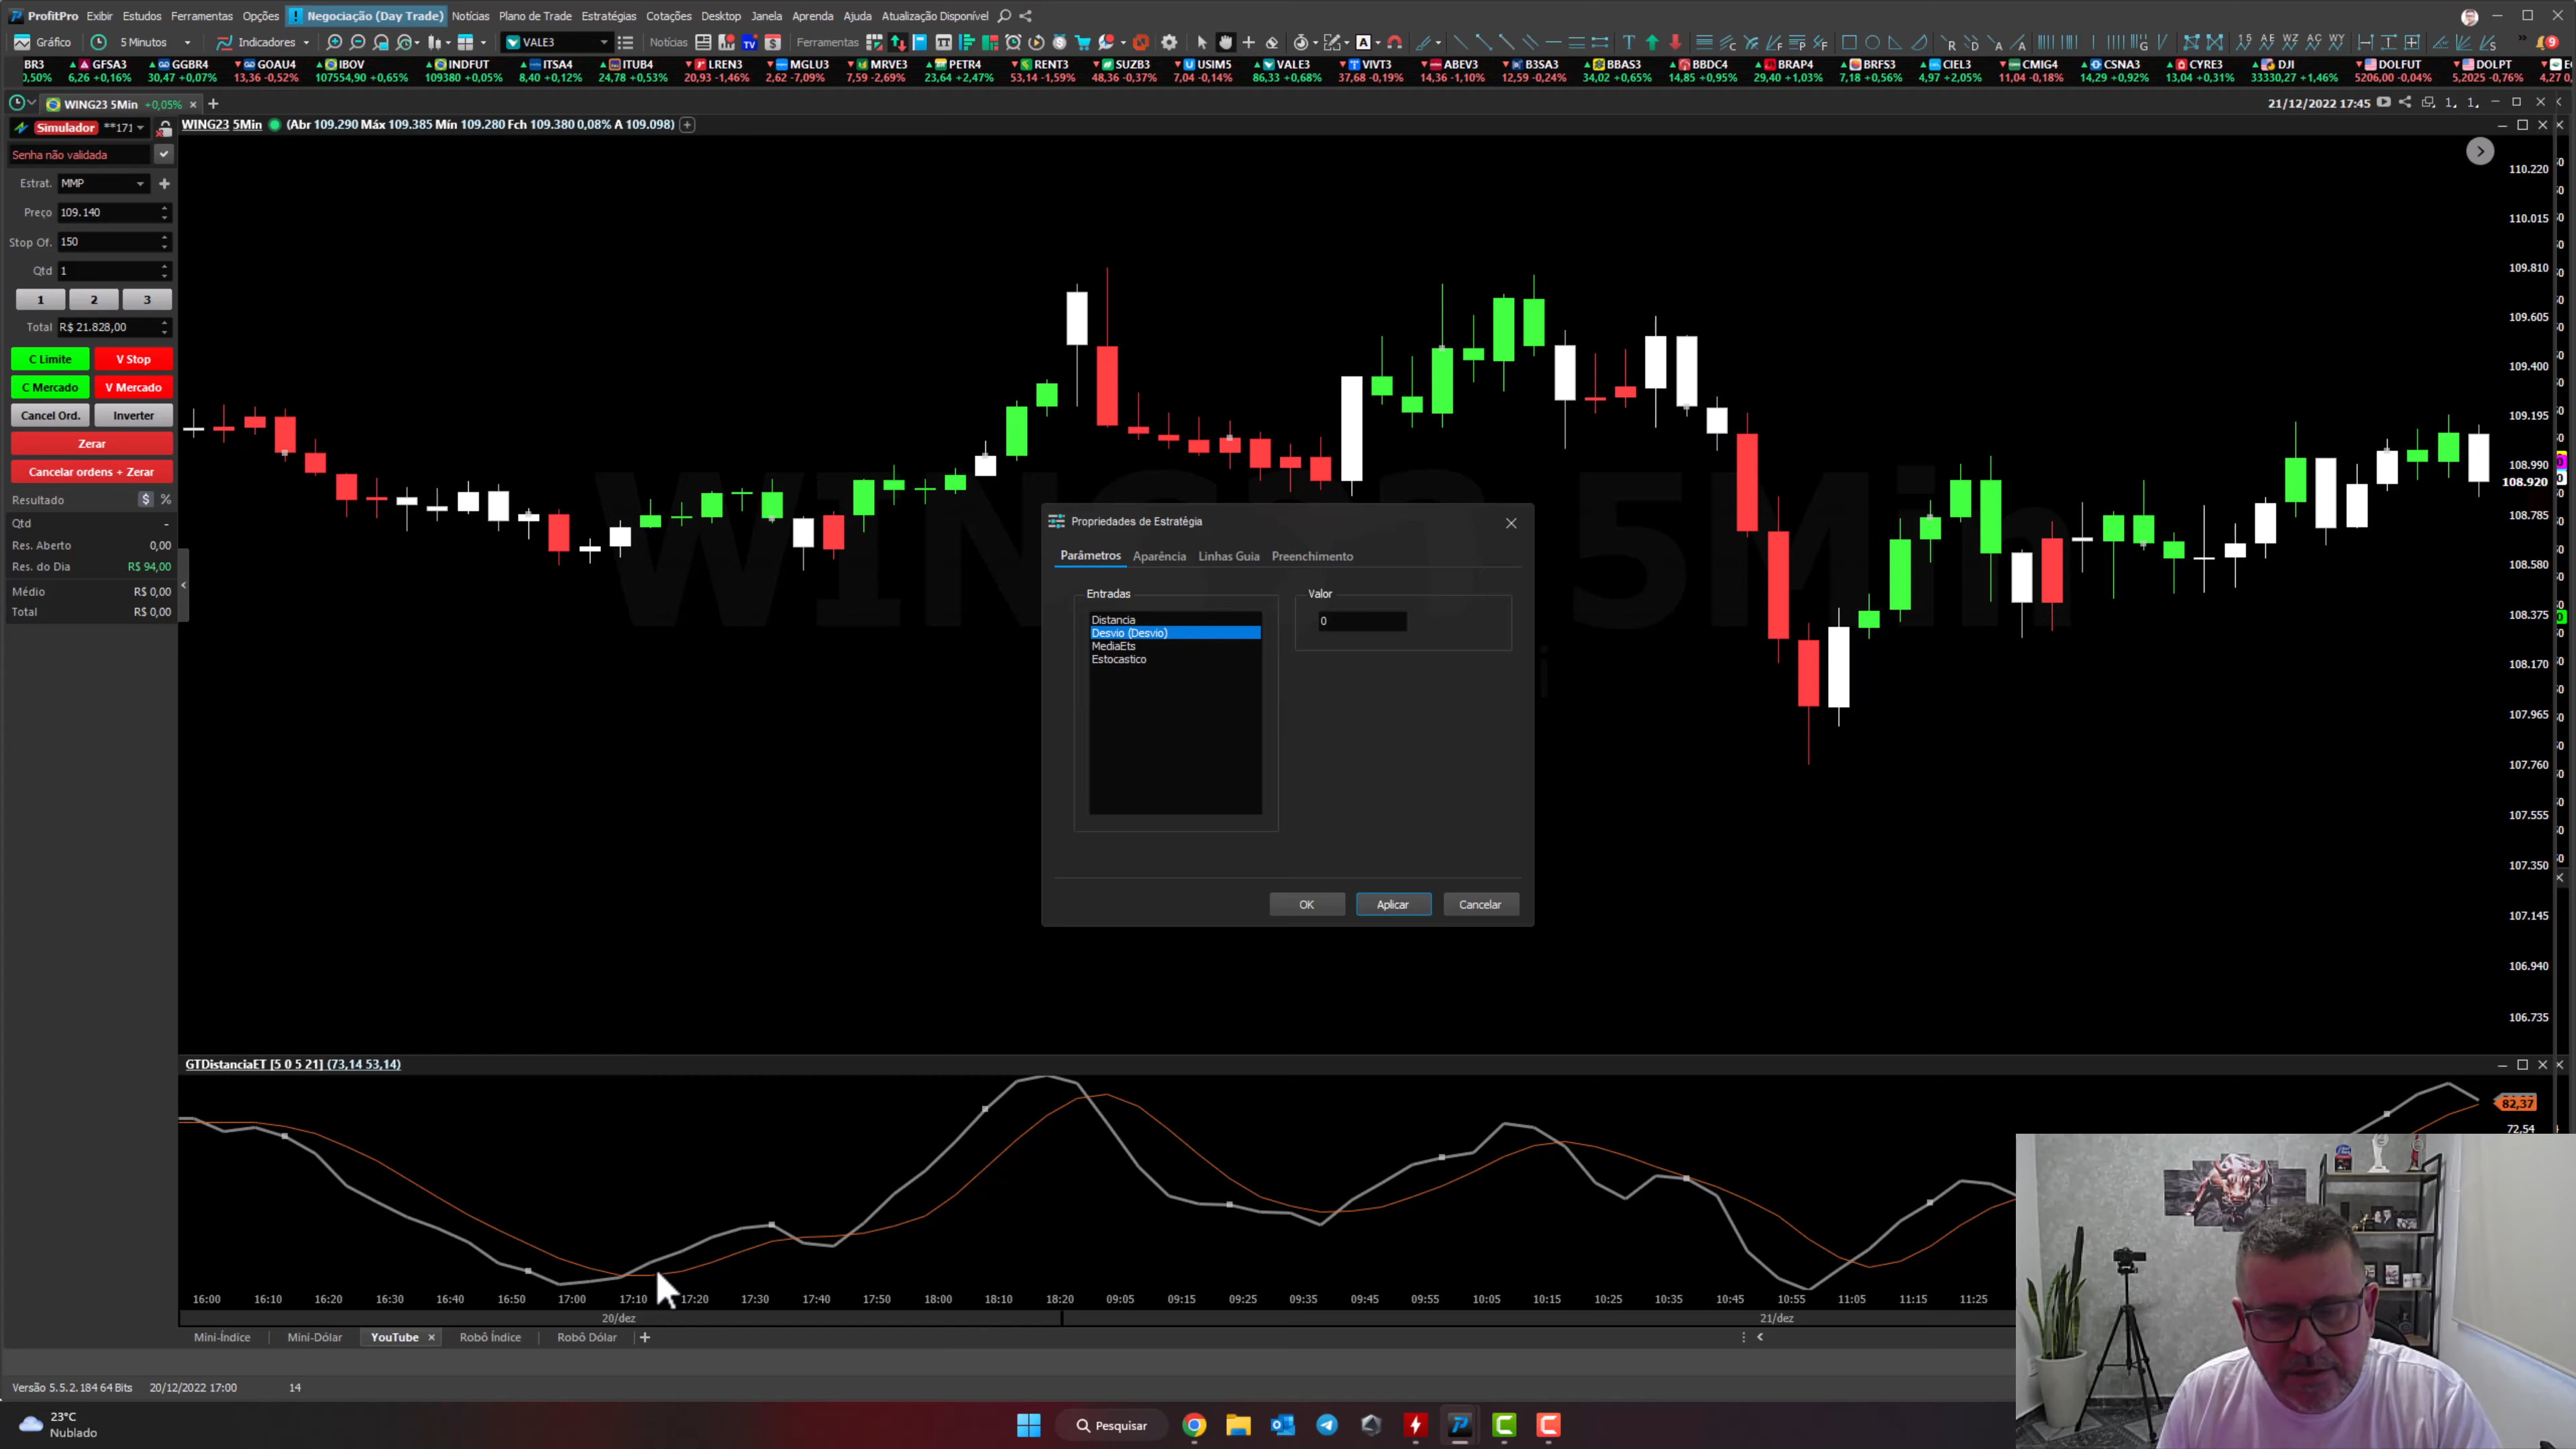 ProfitPro Exibir Estudos Ferramentas Opções ! Negociação (Day Trade) Notícias Plano de Trade Estratégias Cotações Desktop Janela Aprenda Ajuda Atualização Disponível
Gráfico 5 Minutos Indicadores VALE3 Notícias Ferramentas
BR3 GFSA3 GGBR4 GOAU4 IBOV INDFUT ITSA4 ITUB4 LREN3 MGLU3 MRVE3 PETR4 RENT3 SUZB3 USIM5 VALE3 VIVT3 ABEV3 B3SA3 BBAS3 BBDC4 BRAP4 BRFS3 CIEL3 CMIG4 CSNA3 CYRE3 DJI DOLFUT DOLPT
0,50% 6,26 +0,16% 30,47 +0,07% 13,36 -0,52% 107554,90 +0,65% 109380 +0,05% 8,40 +0,12% 24,78 +0,53% 20,93 -1,46% 2,62 -7,09% 7,59 -2,69% 23,64 +2,47% 53,14 -1,59% 48,36 -0,37% 7,04 -0,14% 86,33 +0,68% 37,68 -0,19% 14,36 -1,10% 12,59 -0,24% 34,02 +0,65% 14,85 +0,95% 29,40 +1,03% 7,18 +0,56% 4,97 +2,05% 11,04 -0,18% 14,29 +0,92% 13,04 +0,31% 33330,27 +1,46% 5206,00 -0,04% 5,2025 -0,76% 4,27
WING23 5Min +0,05% 21/12/2022 17:45
Simulador **171
WING23 5Min (Abr 109.290 Máx 109.385 Mín 109.280 Fch 109.380 0,08% A 109.098)
Senha não validada
Estrat. MMP
Preço 109.140
Stop Of. 150
Qtd 1
1 2 3
Total R$ 21.828,00
C Limite V Stop
C Mercado V Mercado
Cancel Ord. Inverter
Zerar
Cancelar ordens + Zerar
Resultado $ %
Qtd -
Res. Aberto 0,00
Res. do Dia R$ 94,00
Médio R$ 0,00
Total R$ 0,00
110.220
110.015
109.810
109.605
109.400
109.195
108.990
108.920
108.785
108.580
108.375
108.170
107.965
107.760
107.555
107.350
107.145
106.940
106.735
WING23 5Min
Propriedades de Estratégia
Parâmetros Aparência Linhas Guia Preenchimento
Entradas Valor
Distancia 0
Desvio (Desvio)
MediaEts
Estocastico
OK Aplicar Cancelar
GTDistanciaET [5 0 5 21] (73,14 53,14)
82,37
72,54
16:00 16:10 16:20 16:30 16:40 16:50 17:00 17:10 17:20 17:30 17:40 17:50 18:00 18:10 18:20 09:05 09:15 09:25 09:35 09:45 09:55 10:05 10:15 10:25 10:35 10:45 10:55 11:05 11:15 11:25
20/dez 21/dez
Mini-Índice Mini-Dólar YouTube Robô Índice Robô Dólar
Versão 5.5.2.184 64 Bits 20/12/2022 17:00 14
23°C
Nublado
Pesquisar